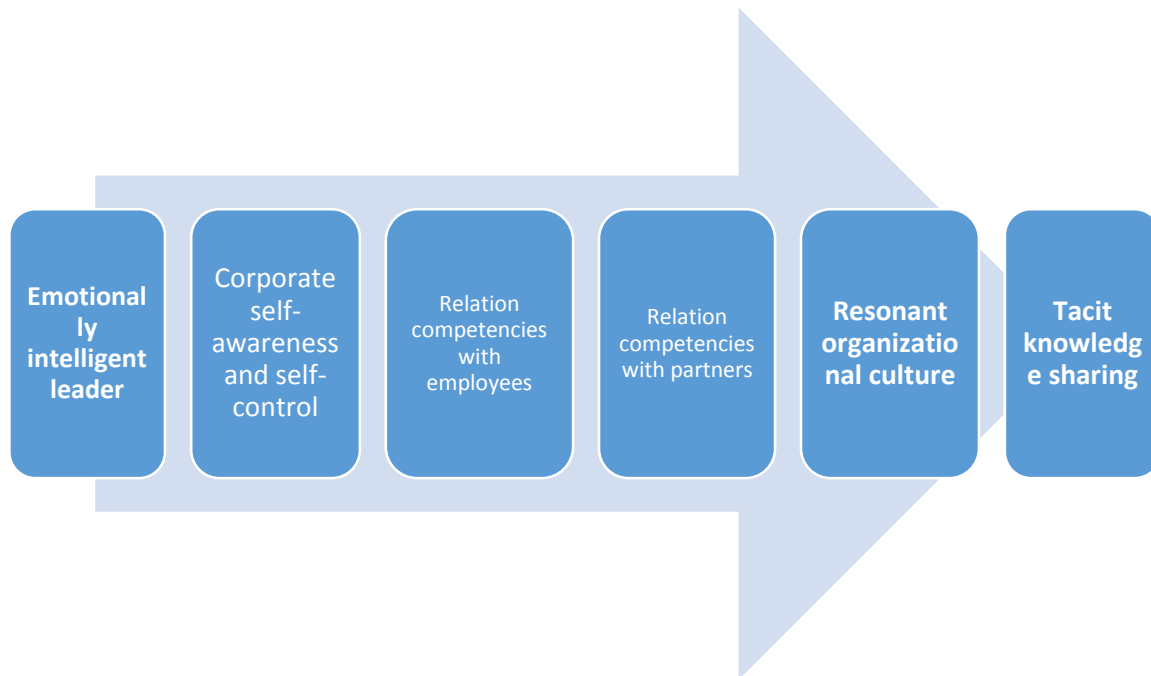 Emotional
ly
intelligent
leader
Corporate
self-
awareness
and self-
control
Relation
competencies
with
employees
Relation
competencies
with partners
Resonant
organizatio
nal culture
Tacit
knowledg
e sharing